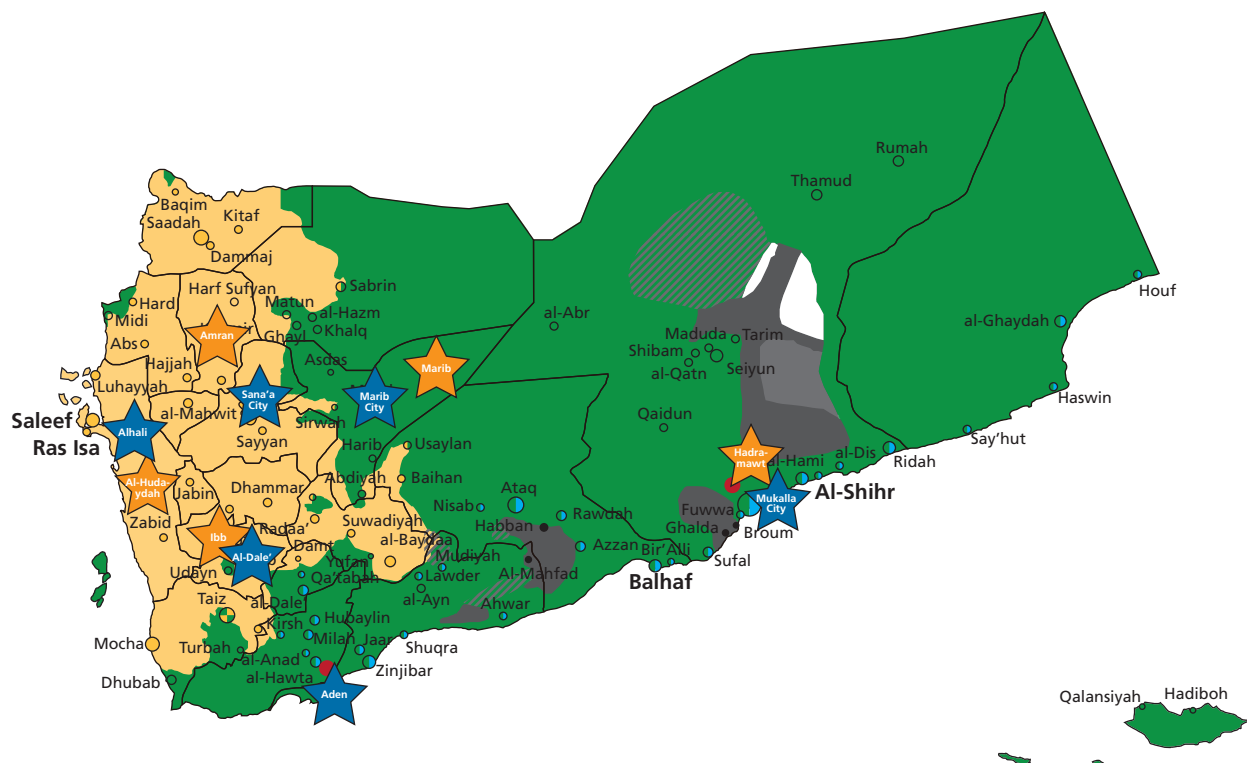 Rumah
Thamud
Baqim
Saadah
Kitaf
Dammaj
Houf
Sabrin
Harf Sufyan
Hard
Midi
Matun
al-Hazm
Ghayl
Khalq
al-Abr
al-Ghaydah
Amran
Abs
Maduda
Tarim
Shibam
Seiyun
al-Qatn
Asdas
Marib
Hajjah
Luhayyah
Sana'a
City
Marib
City
Haswin
al-Mahwit
Sirwah
Qaidun
Saleef
Ras Isa
Alhali
Sayyan
Say'hut
Harib
Usaylan
Hadra-
mawt
al-Dis
Ridah
al-Hami
Al-Shihr
Al-Huda-
ydah
Jabin
Dhammar
Abdiyah
Baihan
Mukalla
City
Ataq
Nisab
Rawdah
Fuwwa
Zabid
Ibb
Radaa'
Suwadiyah
Habban
Ghalda
Broum
al-Baydaa
Damt
Azzan
Al-Dale'
Yufan
Mudiyah
Bir'Alli
Sufal
Udayn
Qa'tabah
Lawder
Al-Mahfad
Balhaf
al-Ayn
Taiz
al-Dale'
Ahwar
Kirsh
Hubaylin
Mocha
Turbah
Milah
Jaar
Shuqra
al-Anad
al-Hawta
Zinjibar
Dhubab
Aden
Qalansiyah
Hadiboh